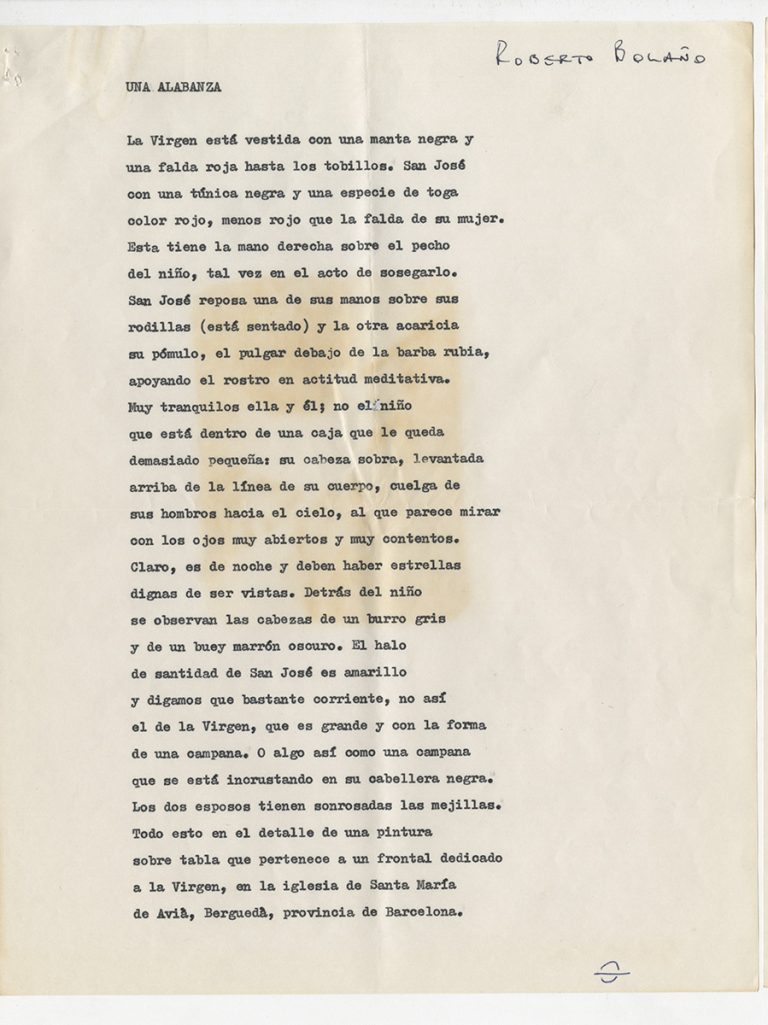 ROBERTO BOLAÑO
UNA ALABANZA
La Virgen está vestida con una manta negra y
una falda roja hasta los tobillos. San José
con una túnica negra y una especie de toga
color rojo, menos rojo que la falda de su mujer.
Esta tiene la mano derecha sobre el pecho
del niño, tal vez en el acto de sosegarlo.
San José reposa una de sus manos sobre sus
rodillas (está sentado) y la otra acaricia
su pómulo, el pulgar debajo de la barba rubia,
apoyando el rostro en actitud meditativa.
Muy tranquilos ella y él; no el niño
que está dentro de una caja que le queda
demasiado pequeña: su cabeza sobra, levantada
arriba de la línea de su cuerpo, cuelga de
sus hombros hacia el cielo, al que parece mirar
con los ojos muy abiertos y muy contentos.
Claro, es de noche y deben haber estrellas
dignas de ser vistas. Detrás del niño
se observan las cabezas de un burro gris
y de un buey marrón oscuro. El halo
de santidad de San José es amarillo
y digamos que bastante corriente, no así
el de la Virgen, que es grande y con la forma
de una campana. O algo así como una campana
que se está incrustando en su cabellera negra.
Los dos esposos tienen sonrosadas las mejillas.
Todo esto en el detalle de una pintura
sobre tabla que pertenece a un frontal dedicado
a la Virgen, en la iglesia de Santa María
de Avià, Berguedà, provincia de Barcelona.